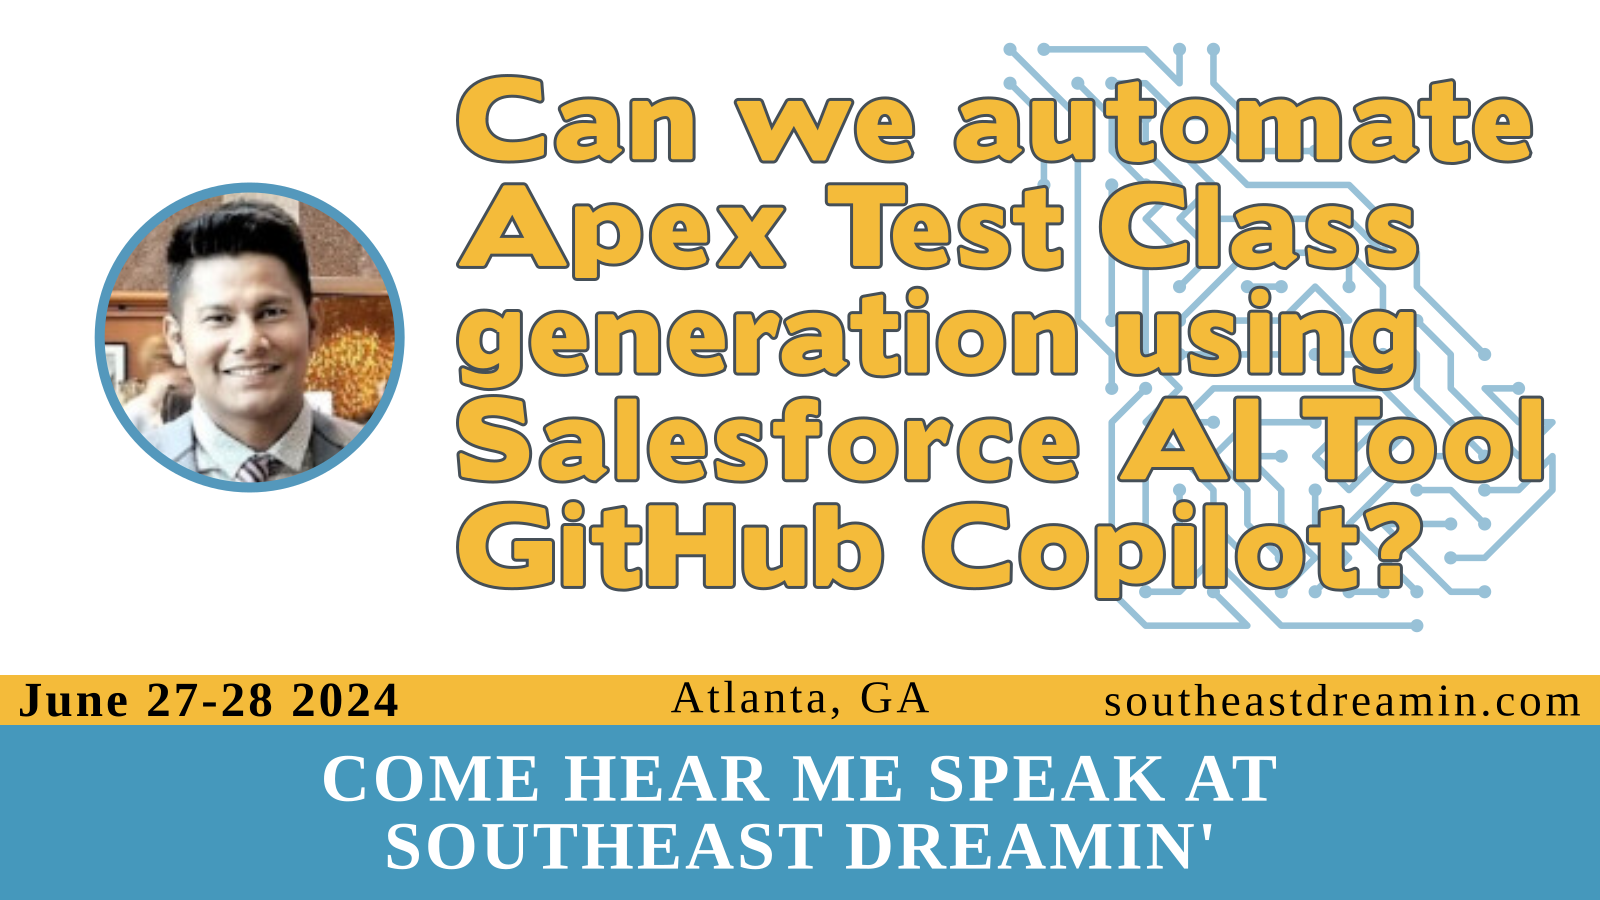 Can we automate
Apex Test Class
generation using
Salesforce AI Tool
GitHub Copilot?
June 27-28 2024
Atlanta, GA
southeastdreamin.com
COME HEAR ME SPEAK AT
SOUTHEAST DREAMIN'